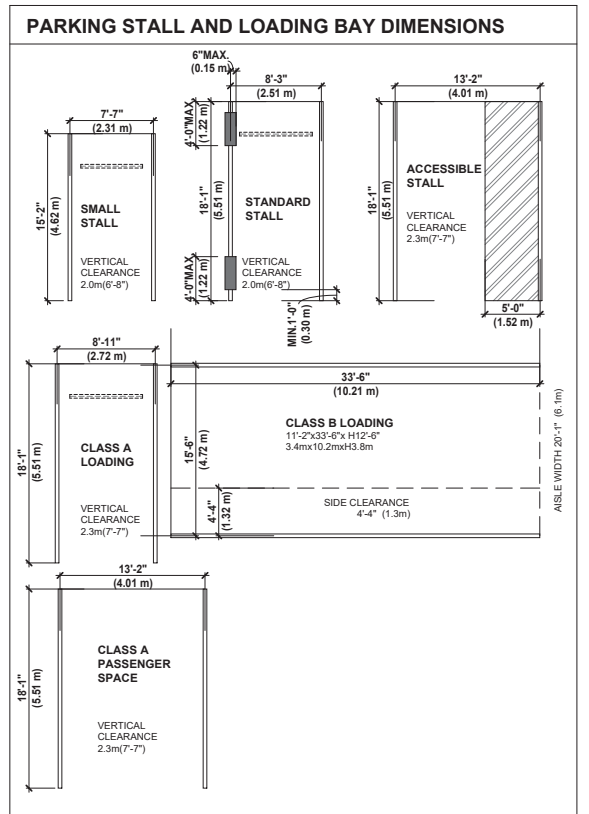 PARKING STALL AND LOADING BAY DIMENSIONS
6"MAX.
(0.15 m)
7'-7"
(2.31 m)
15'-2"
(4.62 m)
SMALL
STALL
VERTICAL
CLEARANCE
2.0m(6'-8")
8'-3"
(2.51 m)
4'-0"MAX
(1.22 m)
18'-1"
(5.51 m)
4'-0"MAX
(1.22 m)
STANDARD
STALL
VERTICAL
CLEARANCE
2.0m(6'-8")
MIN.1'-0"
(0.30 m)
13'-2"
(4.01 m)
18'-1"
(5.51 m)
ACCESSIBLE
STALL
VERTICAL
CLEARANCE
2.3m(7'-7")
5'-0"
(1.52 m)
8'-11"
(2.72 m)
18'-1"
(5.51 m)
CLASS A
LOADING
VERTICAL
CLEARANCE
2.3m(7'-7")
33'-6"
(10.21 m)
15'-6"
(4.72 m)
CLASS B LOADING
11'-2"x33'-6"x H12'-6"
3.4mx10.2mxH3.8m
4'-4"
(1.32 m)
SIDE CLEARANCE
4'-4" (1.3m)
AISLE WIDTH 20'-1" (6.1m)
13'-2"
(4.01 m)
18'-1"
(5.51 m)
CLASS A
PASSENGER
SPACE
VERTICAL
CLEARANCE
2.3m(7'-7")